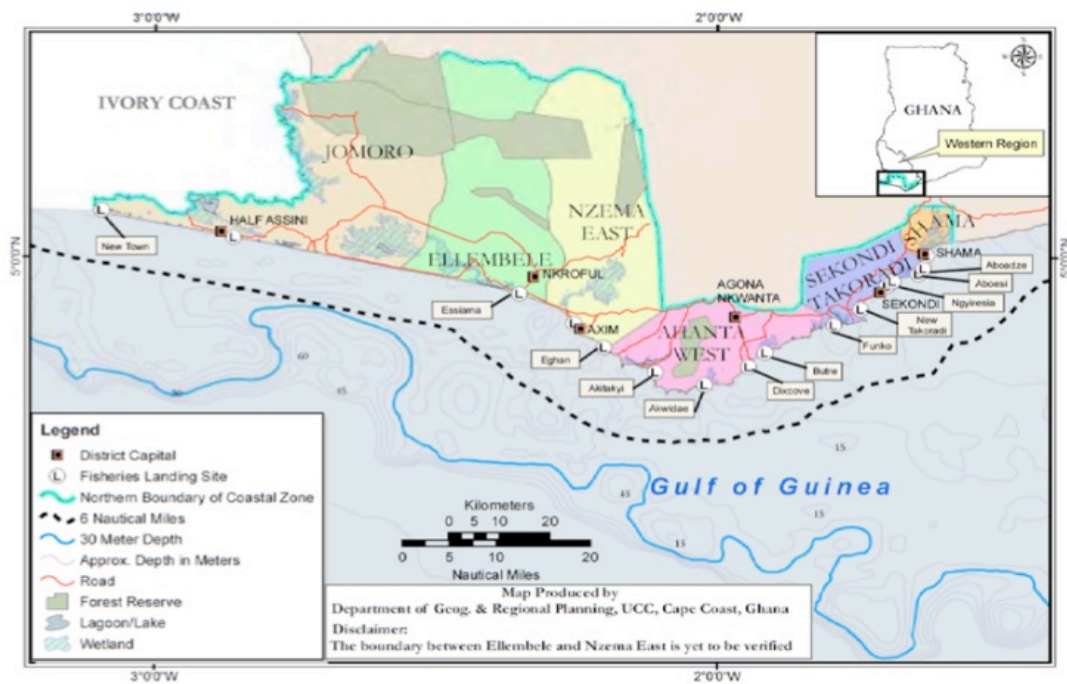 3°0'0"W
2°0'0"W
IVORY COAST
GHANA
Western Region
JOMORO
NZEMA
EAST
SHAMA
HALF ASSINI
New Town
5°0'0"N
5°0'0"N
ELLEMBELE
NKROFUL
SEKONDI
TAKORADI
SHAMA
Aboadze
Aboesi
Ngyiresia
SEKONDI
New
Takoradi
Essiama
AGONA
NKWANTA
AXIM
AHANTA
WEST
Funko
Eghan
Butre
Akitakyi
Dixcove
Akwidae
60
45
30
15
45
15
15
Gulf of Guinea
Legend
District Capital
Fisheries Landing Site
Northern Boundary of Coastal Zone
6 Nautical Miles
30 Meter Depth
Approx. Depth in Meters
Road
Forest Reserve
Lagoon/Lake
Wetland
Kilometers
0 5 10 20
0 5 10 20
Nautical Miles
Map Produced by
Department of Geog. & Regional Planning, UCC, Cape Coast, Ghana
Disclaimer:
The boundary between Ellembele and Nzema East is yet to be verified
3°0'0"W
2°0'0"W